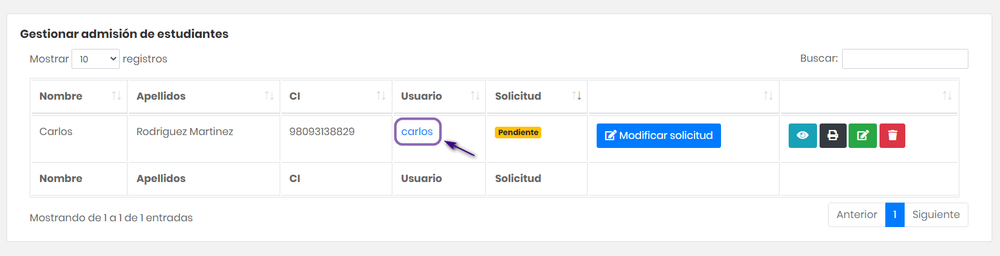 Gestionar admisión de estudiantes
Mostrar 10 registros
Buscar:
Nombre Apellidos CI Usuario Solicitud
Carlos Rodriguez Martinez 98093138829 carlos Pendiente Modificar solicitud
Nombre Apellidos CI Usuario Solicitud
Mostrando de 1 a 1 de 1 entradas
Anterior 1 Siguiente